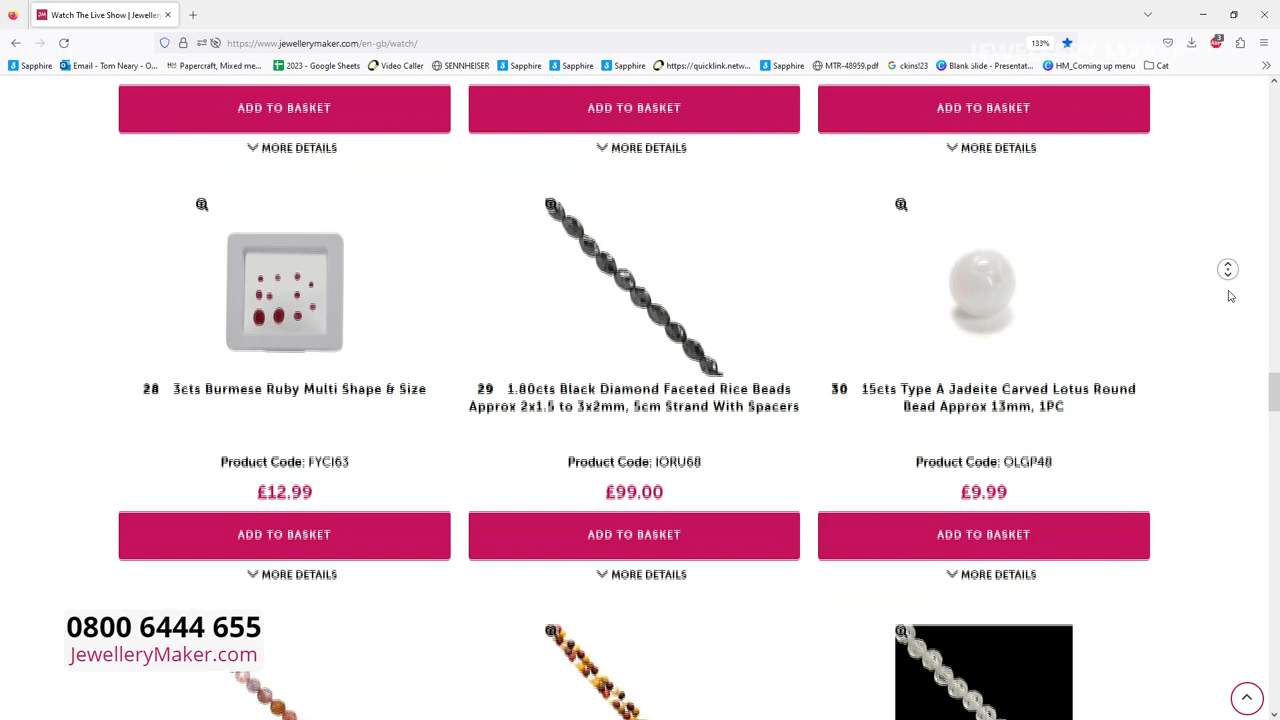 Watch The Live Show | Jeweller
https://www.jewellerymaker.com/en-gb/watch/
133%
3
Sapphire
Email - Tom Neary - O...
Papercraft, Mixed me...
2023 - Google Sheets
Video Caller
SENNHEISER
Sapphire
Sapphire
Sapphire
https://quicklink.netw...
Sapphire
MTR-48959.pdf
ckins!23
Blank Slide - Presentat...
HM_Coming up menu
Cat
ADD TO BASKET
ADD TO BASKET
ADD TO BASKET
MORE DETAILS
MORE DETAILS
MORE DETAILS
28 3cts Burmese Ruby Multi Shape & Size
29 1.80cts Black Diamond Faceted Rice Beads
Approx 2x1.5 to 3x2mm, 5cm Strand With Spacers
30 15cts Type A Jadeite Carved Lotus Round
Bead Approx 13mm, 1PC
Product Code: FYCI63
Product Code: IORU68
Product Code: OLGP48
£12.99
£99.00
£9.99
ADD TO BASKET
ADD TO BASKET
ADD TO BASKET
MORE DETAILS
MORE DETAILS
MORE DETAILS
0800 6444 655
JewelleryMaker.com